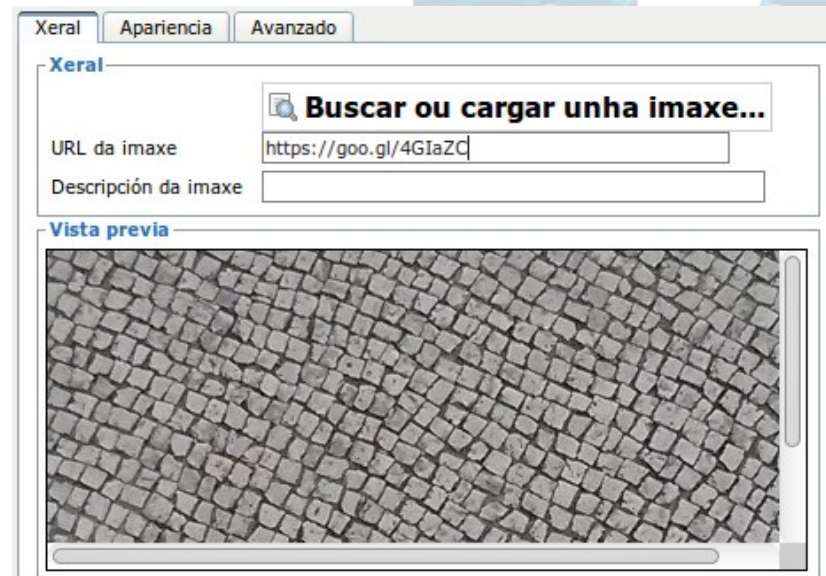 Xeral Apariencia Avanzado
Xeral
Buscar ou cargar unha imaxe...
URL da imaxe https://goo.gl/4GIaZC
Descripción da imaxe
Vista previa